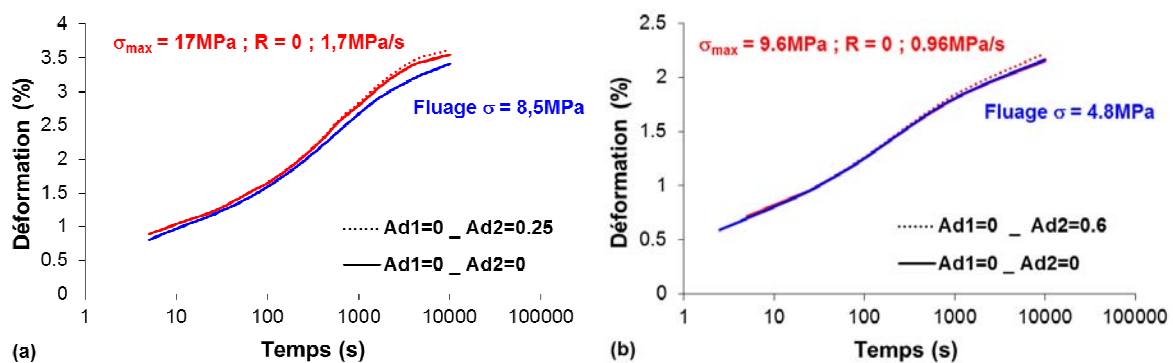 σmax = 17MPa ; R = 0 ; 1,7MPa/s
Fluage σ = 8,5MPa
Ad1=0 _ Ad2=0.25
Ad1=0 _ Ad2=0
Déformation (%)
4
3.5
3
2.5
2
1.5
1
0.5
0
1
10
100
1000
10000
100000
(a)
Temps (s)
σmax = 9.6MPa ; R = 0 ; 0.96MPa/s
Fluage σ = 4.8MPa
Ad1=0 _ Ad2=0.6
Ad1=0 _ Ad2=0
Déformation (%)
2.5
2
1.5
1
0.5
0
1
10
100
1000
10000
100000
(b)
Temps (s)